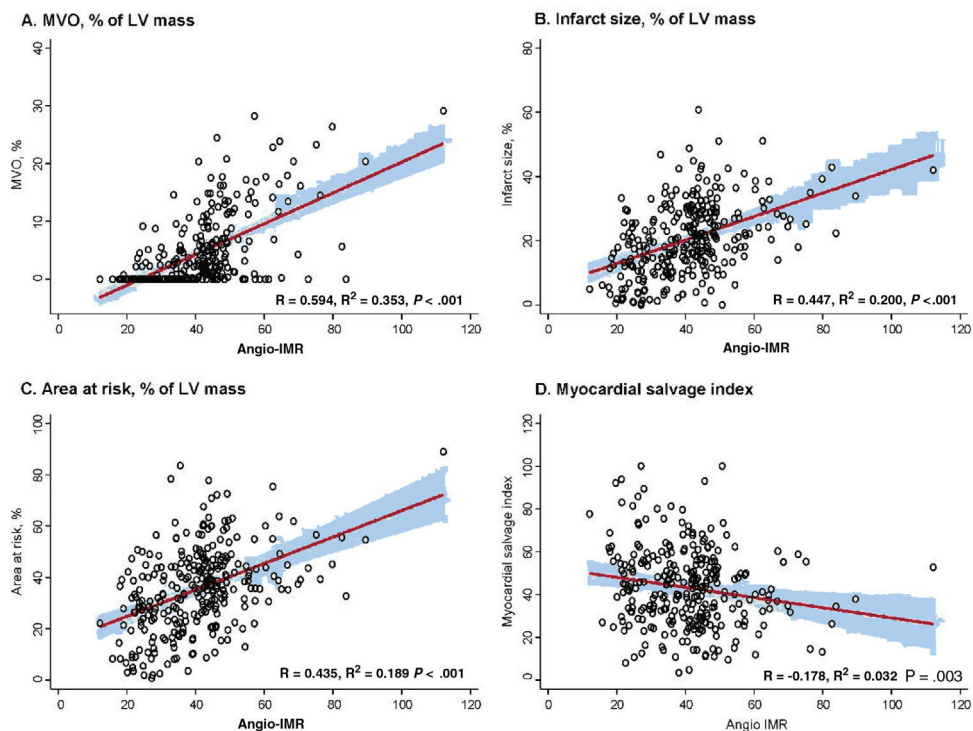 A. MVO, % of LV mass
40
30
20
10
0
MVO, %
R = 0.594, R² = 0.353, P < .001
0 20 40 60 80 100 120
Angio-IMR
B. Infarct size, % of LV mass
80
60
40
20
0
Infarct size, %
R = 0.447, R² = 0.200, P <.001
0 20 40 60 80 100 120
Angio-IMR
C. Area at risk, % of LV mass
100
80
60
40
20
0
Area at risk, %
R = 0.435, R² = 0.189 P < .001
0 20 40 60 80 100 120
Angio-IMR
D. Myocardial salvage index
120
100
80
60
40
20
0
Myocardial salvage index
R = -0.178, R² = 0.032 P = .003
0 20 40 60 80 100 120
Angio IMR